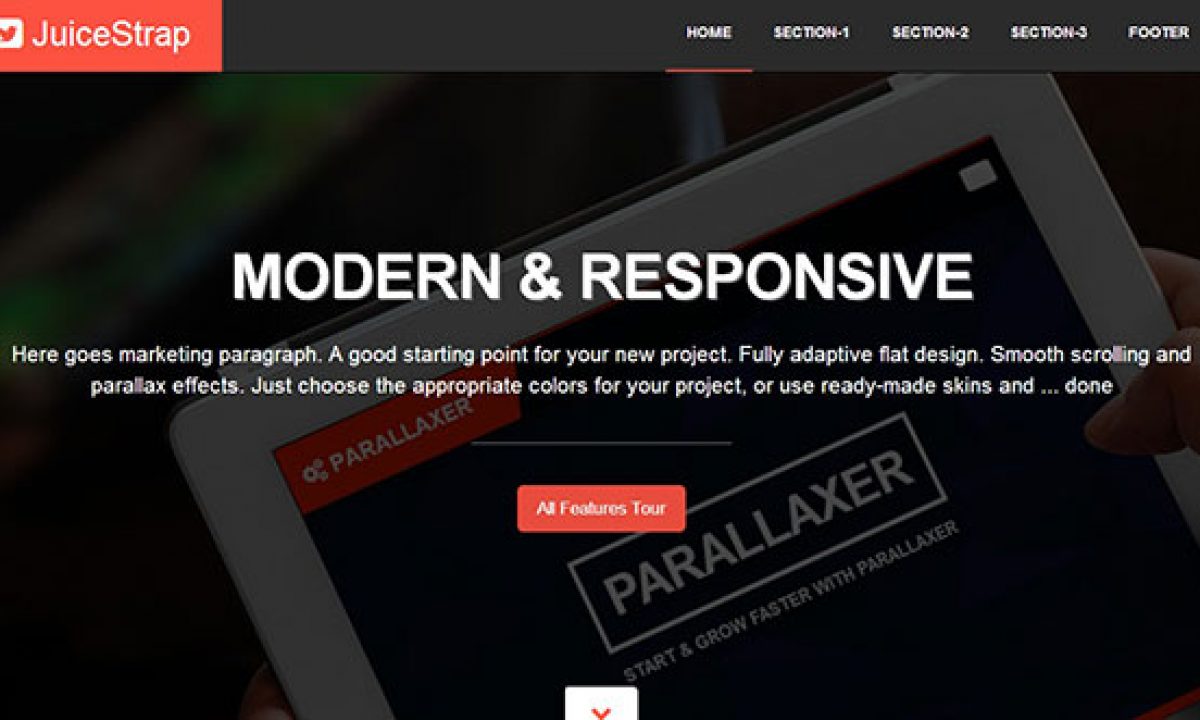 JuiceStrap
HOME SECTION-1 SECTION-2 SECTION-3 FOOTER
MODERN & RESPONSIVE
Here goes marketing paragraph. A good starting point for your new project. Fully adaptive flat design. Smooth scrolling and
parallax effects. Just choose the appropriate colors for your project, or use ready-made skins and ... done
PARALLAXER
All Features Tour
PARALLAXER
START & GROW FASTER WITH PARALLAXER